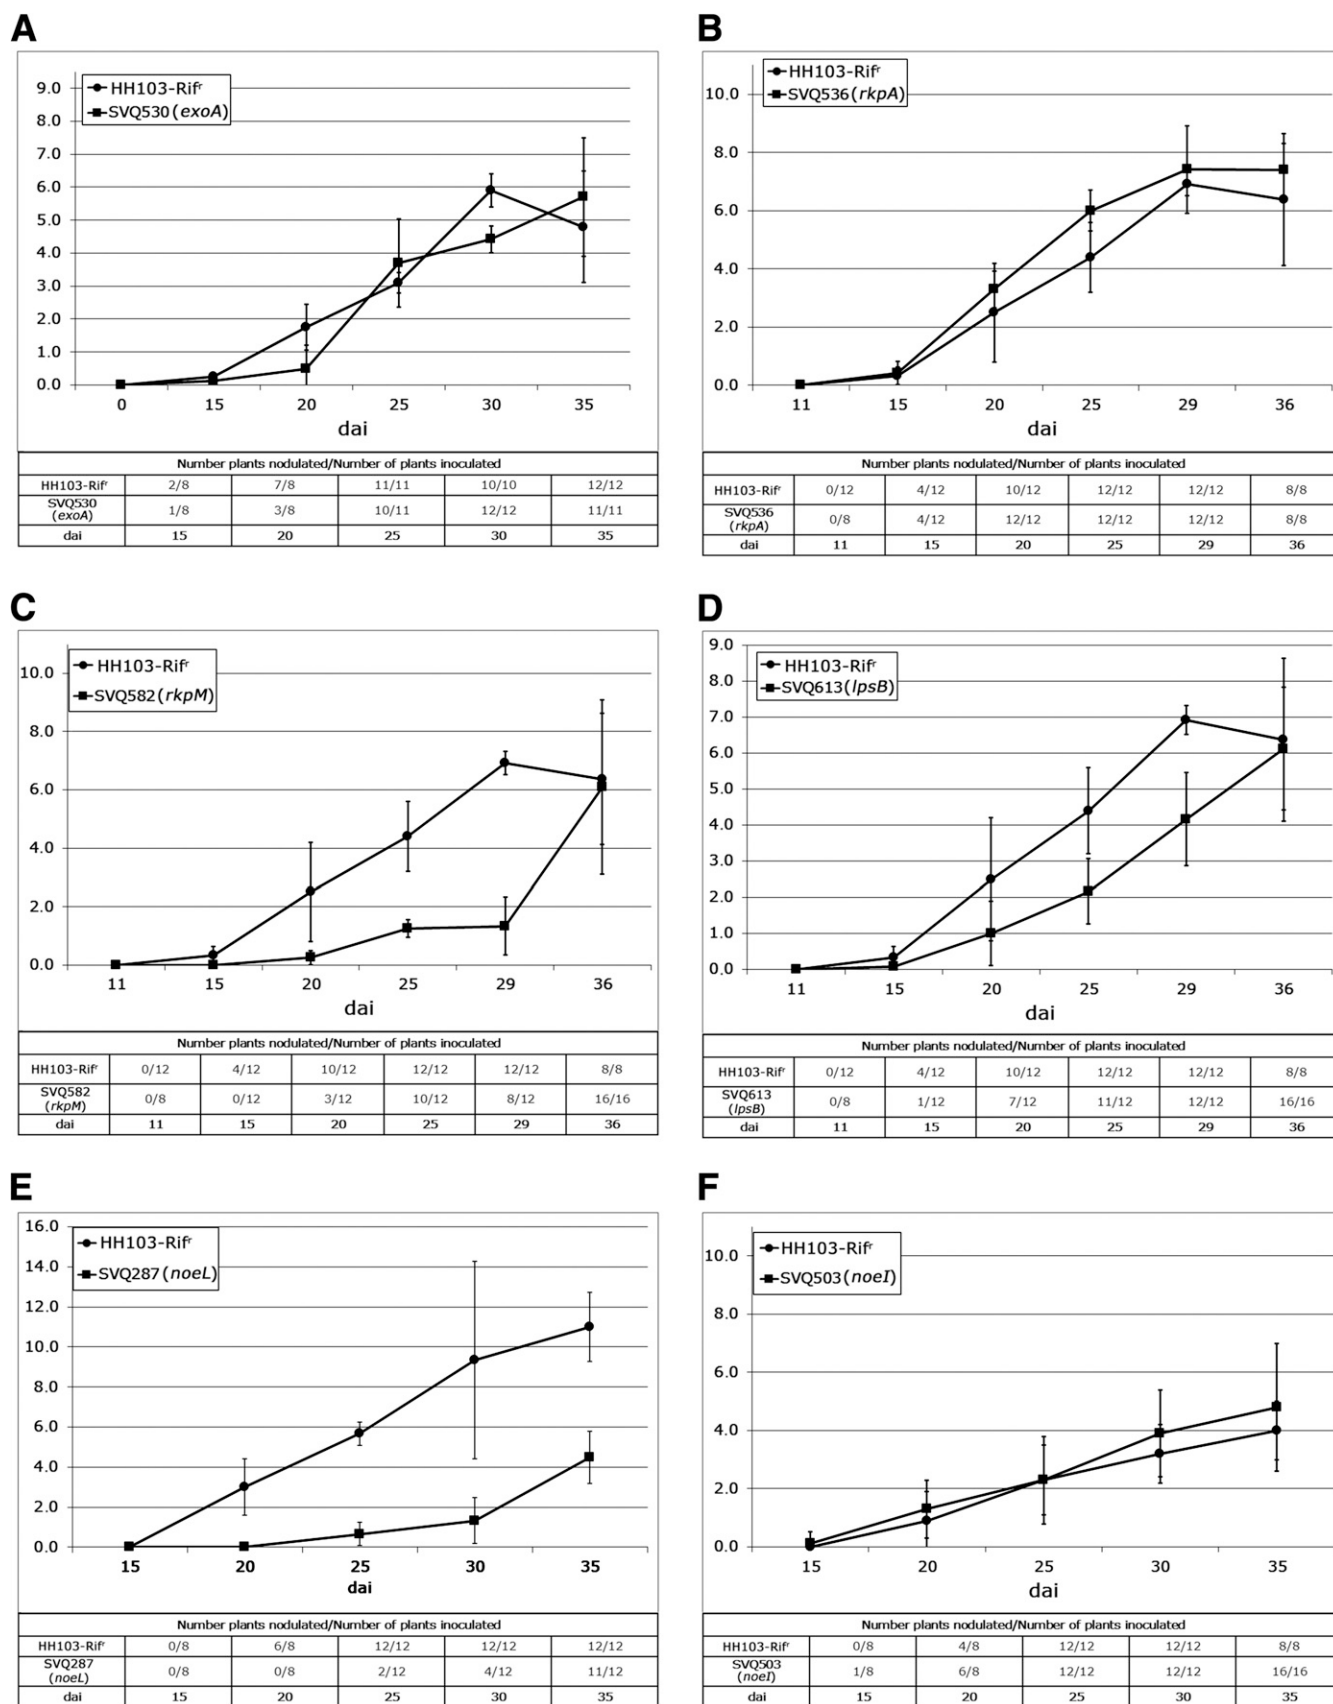 A
HH103-Rifʳ
SVQ530 (exoA)
9.0
8.0
7.0
6.0
5.0
4.0
3.0
2.0
1.0
0.0
0 15 20 25 30 35
dai
Number plants nodulated/Number of plants inoculated
HH103-Rifʳ 2/8 7/8 11/11 10/10 12/12
SVQ530 (exoA) 1/8 3/8 10/11 12/12 11/11
dai 15 20 25 30 35
B
HH103-Rifʳ
SVQ536 (rkpA)
10.0
8.0
6.0
4.0
2.0
0.0
11 15 20 25 29 36
dai
Number plants nodulated/Number of plants inoculated
HH103-Rifʳ 0/12 4/12 10/12 12/12 12/12 8/8
SVQ536 (rkpA) 0/8 4/12 12/12 12/12 12/12 8/8
dai 11 15 20 25 29 36
C
HH103-Rifʳ
SVQ582 (rkpM)
10.0
8.0
6.0
4.0
2.0
0.0
11 15 20 25 29 36
dai
Number plants nodulated/Number of plants inoculated
HH103-Rifʳ 0/12 4/12 10/12 12/12 12/12 8/8
SVQ582 (rkpM) 0/8 0/12 3/12 10/12 8/12 16/16
dai 11 15 20 25 29 36
D
HH103-Rifʳ
SVQ613 (lpsB)
9.0
8.0
7.0
6.0
5.0
4.0
3.0
2.0
1.0
0.0
11 15 20 25 29 36
dai
Number plants nodulated/Number of plants inoculated
HH103-Rifʳ 0/12 4/12 10/12 12/12 12/12 8/8
SVQ613 (lpsB) 0/8 1/12 7/12 11/12 12/12 16/16
dai 11 15 20 25 29 36
E
HH103-Rifʳ
SVQ287 (noeL)
16.0
14.0
12.0
10.0
8.0
6.0
4.0
2.0
0.0
15 20 25 30 35
dai
Number plants nodulated/Number of plants inoculated
HH103-Rifʳ 0/8 6/8 12/12 12/12 12/12
SVQ287 (noeL) 0/8 0/8 2/12 4/12 11/12
dai 15 20 25 30 35
F
HH103-Rifʳ
SVQ503 (noeI)
10.0
8.0
6.0
4.0
2.0
0.0
15 20 25 30 35
dai
Number plants nodulated/Number of plants inoculated
HH103-Rifʳ 0/8 4/8 12/12 12/12 8/8
SVQ503 (noeI) 1/8 6/8 12/12 12/12 16/16
dai 15 20 25 30 35